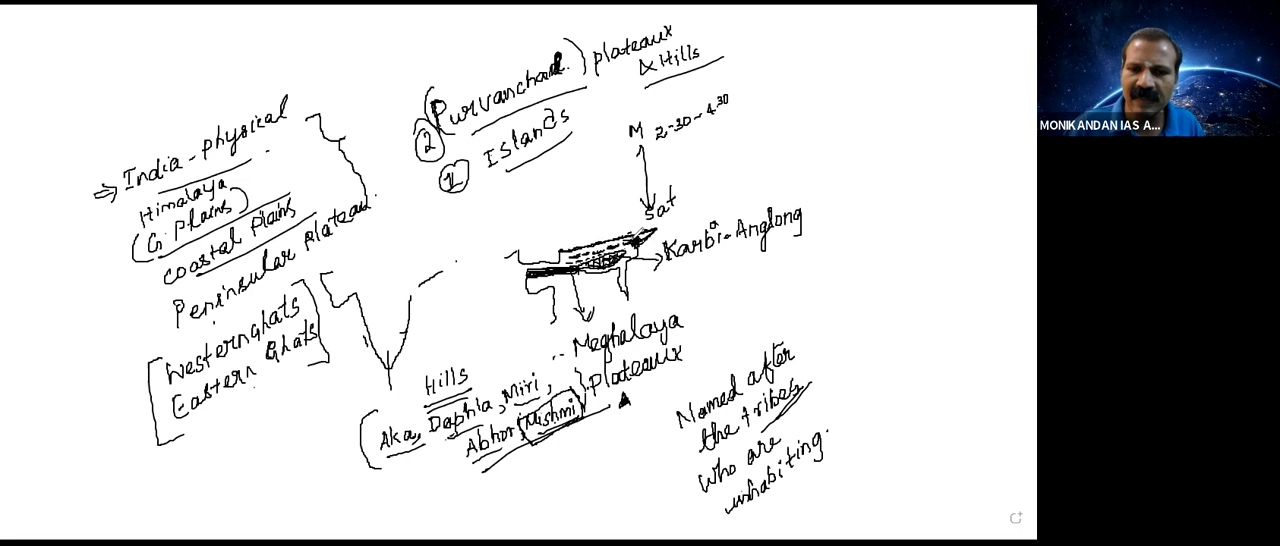 ⇒ India-physical
Himalaya
(G. Plains)
coastal Plains
Peninsular plateau
Western Ghats
Eastern Ghats
(Purvanchal) plateaux
& Hills
② 
① Islands
M 2-30-4.30
Sat
Karbi-Anglong
Meghalaya
Plateaux
Hills
(Aka, Daphla, Miri,
Abhor, Mishmi)
Named after
the tribes
who are
inhabiting.
MONIKANDAN IAS A...